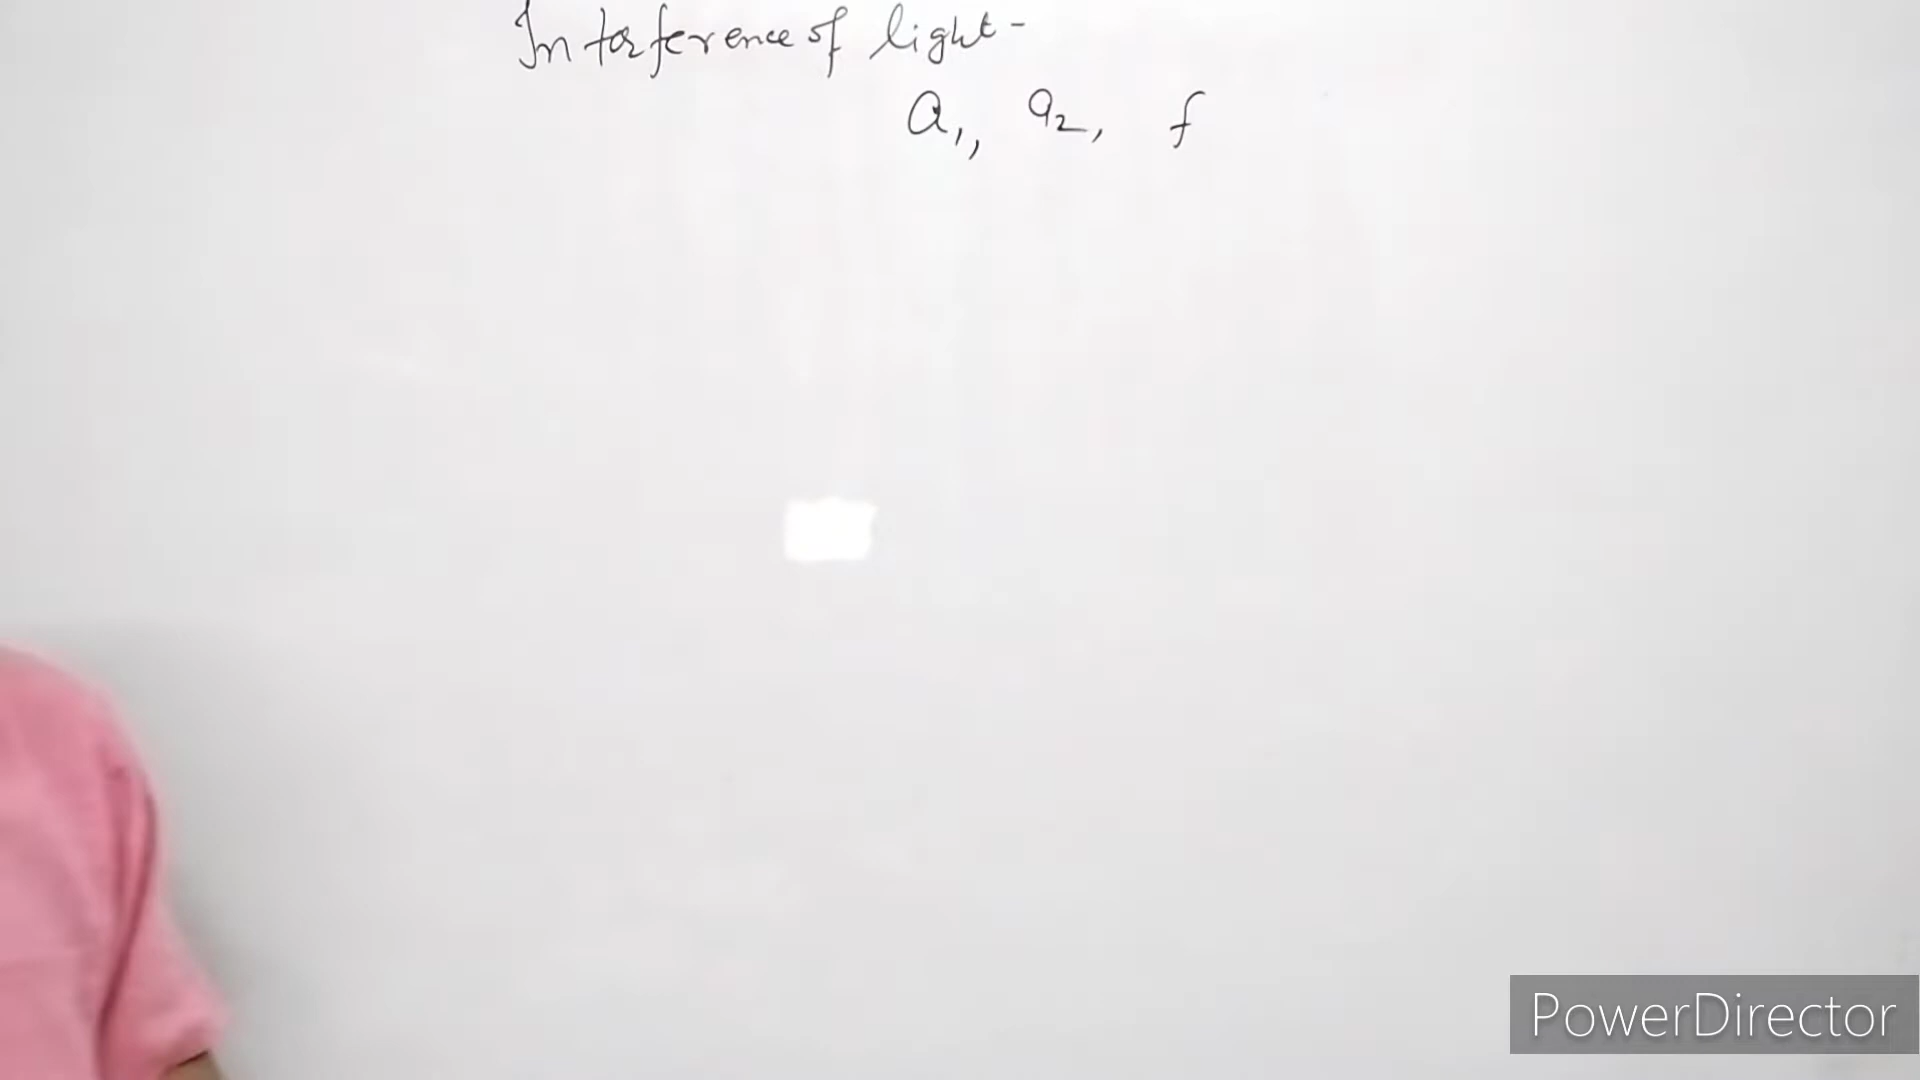 Interference of light -
a1, a2, f
PowerDirector